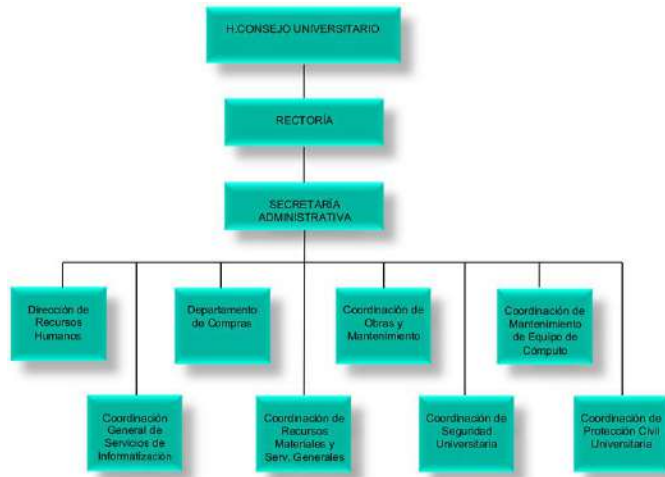 H.CONSEJO UNIVERSITARIO
RECTORÍA
SECRETARÍA
ADMINISTRATIVA
Dirección de
Recursos
Humanos
Departamento
de Compras
Coordinación
de Obras y
Mantenimiento
Coordinación de
Mantenimiento
de Equipo de
Cómputo
Coordinación
General de
Servicios de
Informatización
Coordinación de
Recursos
Materiales y
Serv. Generales
Coordinación de
Seguridad
Universitaria
Coordinación de
Protección Civil
Universitaria